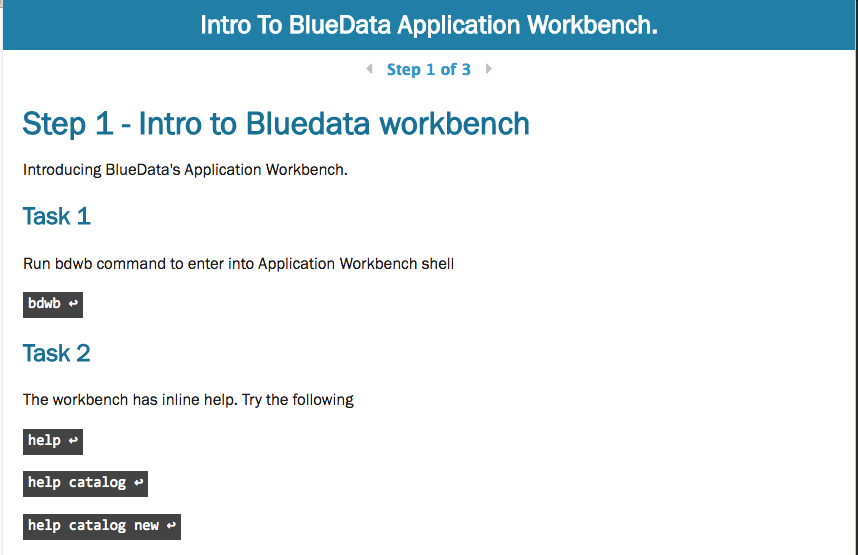 Intro To BlueData Application Workbench.
Step 1 of 3
Step 1 - Intro to Bluedata workbench
Introducing BlueData's Application Workbench.
Task 1
Run bdwb command to enter into Application Workbench shell
bdwb ↩
Task 2
The workbench has inline help. Try the following
help ↩
help catalog ↩
help catalog new ↩